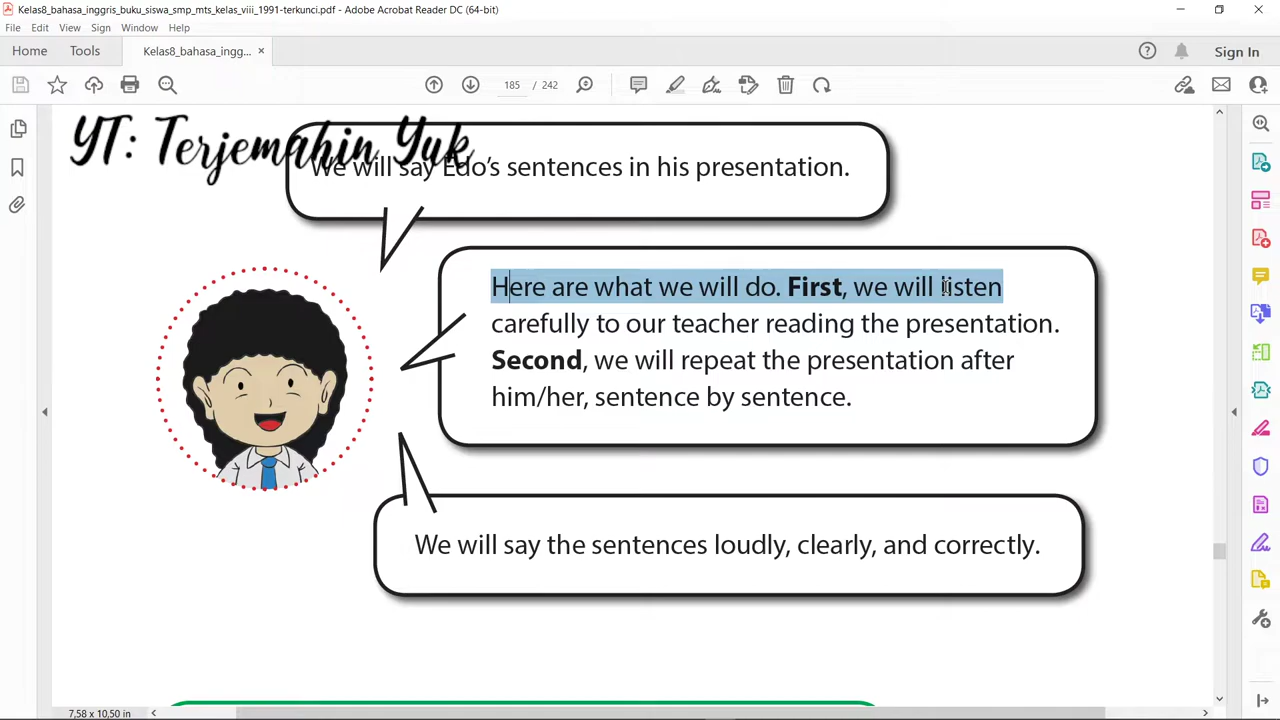 Kelas8_bahasa_inggris_buku_siswa_smp_mts_kelas_viii_1991-terkunci.pdf - Adobe Acrobat Reader DC (64-bit)
File Edit View Sign Window Help
Home Tools Kelas8_bahasa_ingg... × Sign In
185 / 242
YT: Terjemahin Yuk
We will say Edo's sentences in his presentation.
Here are what we will do. First, we will listen
carefully to our teacher reading the presentation.
Second, we will repeat the presentation after
him/her, sentence by sentence.
We will say the sentences loudly, clearly, and correctly.
7,58 x 10,50 in